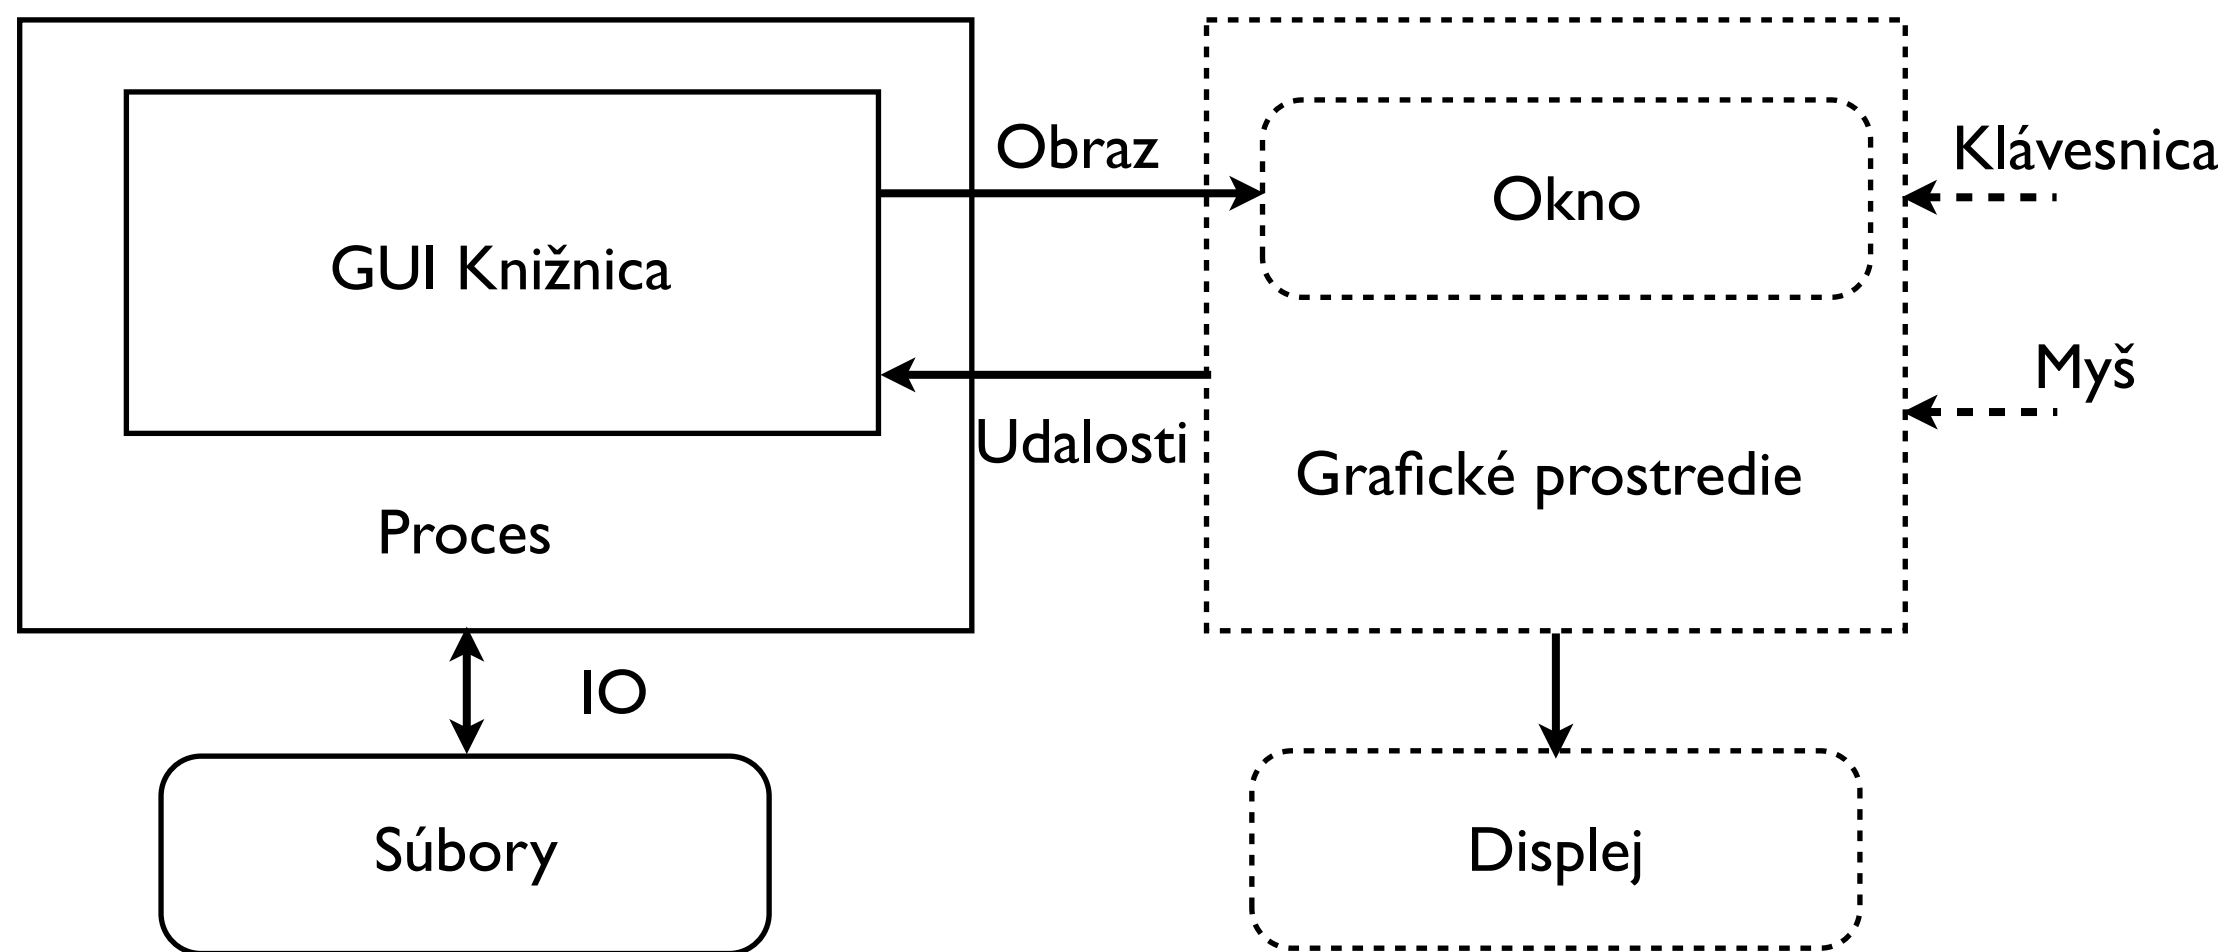 Obraz
Klávesnica
Okno
GUI Knižnica
Myš
Udalosti
Grafické prostredie
Proces
IO
Súbory
Displej